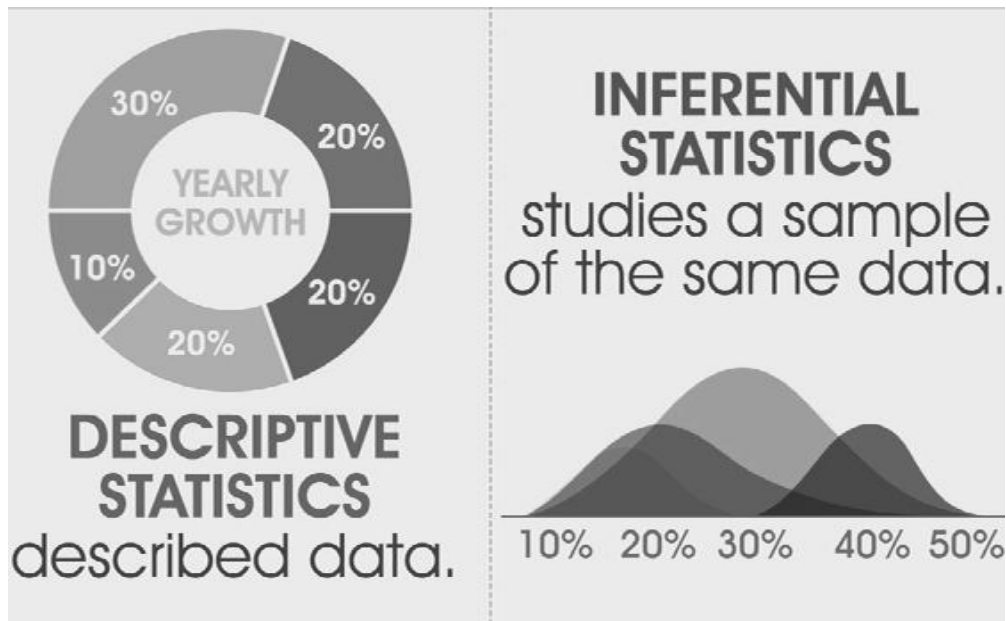 30%
20%
YEARLY
GROWTH
10%
20%
20%
DESCRIPTIVE
STATISTICS
described data.
INFERENTIAL
STATISTICS
studies a sample
of the same data.
10% 20% 30% 40% 50%